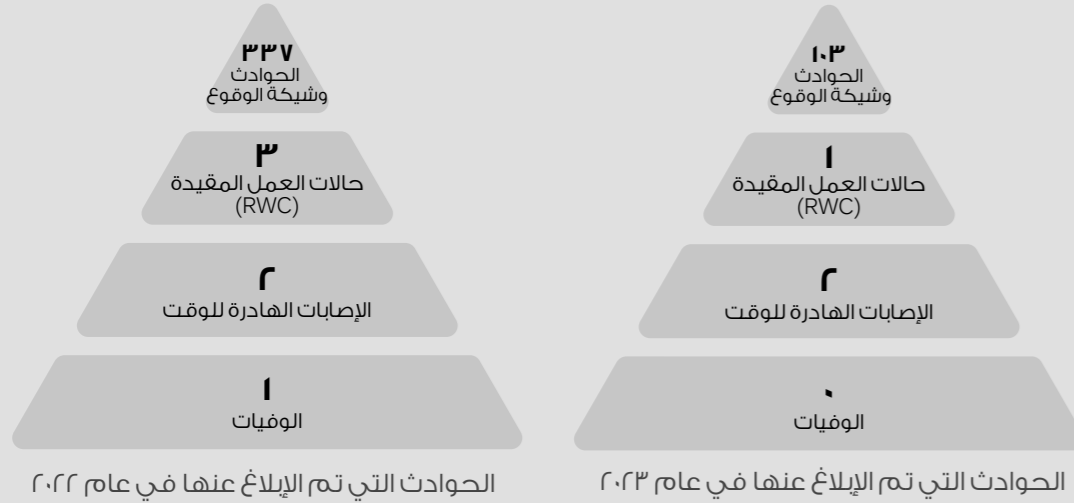 ١٠٣
الحوادث
وشيكة الوقوع
١
حالات العمل المقيدة
(RWC)
٢
الإصابات الهادرة للوقت
٠
الوفيات
الحوادث التي تم الإبلاغ عنها في عام ٢٠٢٣
٣٣٧
الحوادث
وشيكة الوقوع
٣
حالات العمل المقيدة
(RWC)
٢
الإصابات الهادرة للوقت
١
الوفيات
الحوادث التي تم الإبلاغ عنها في عام ٢٠٢٢